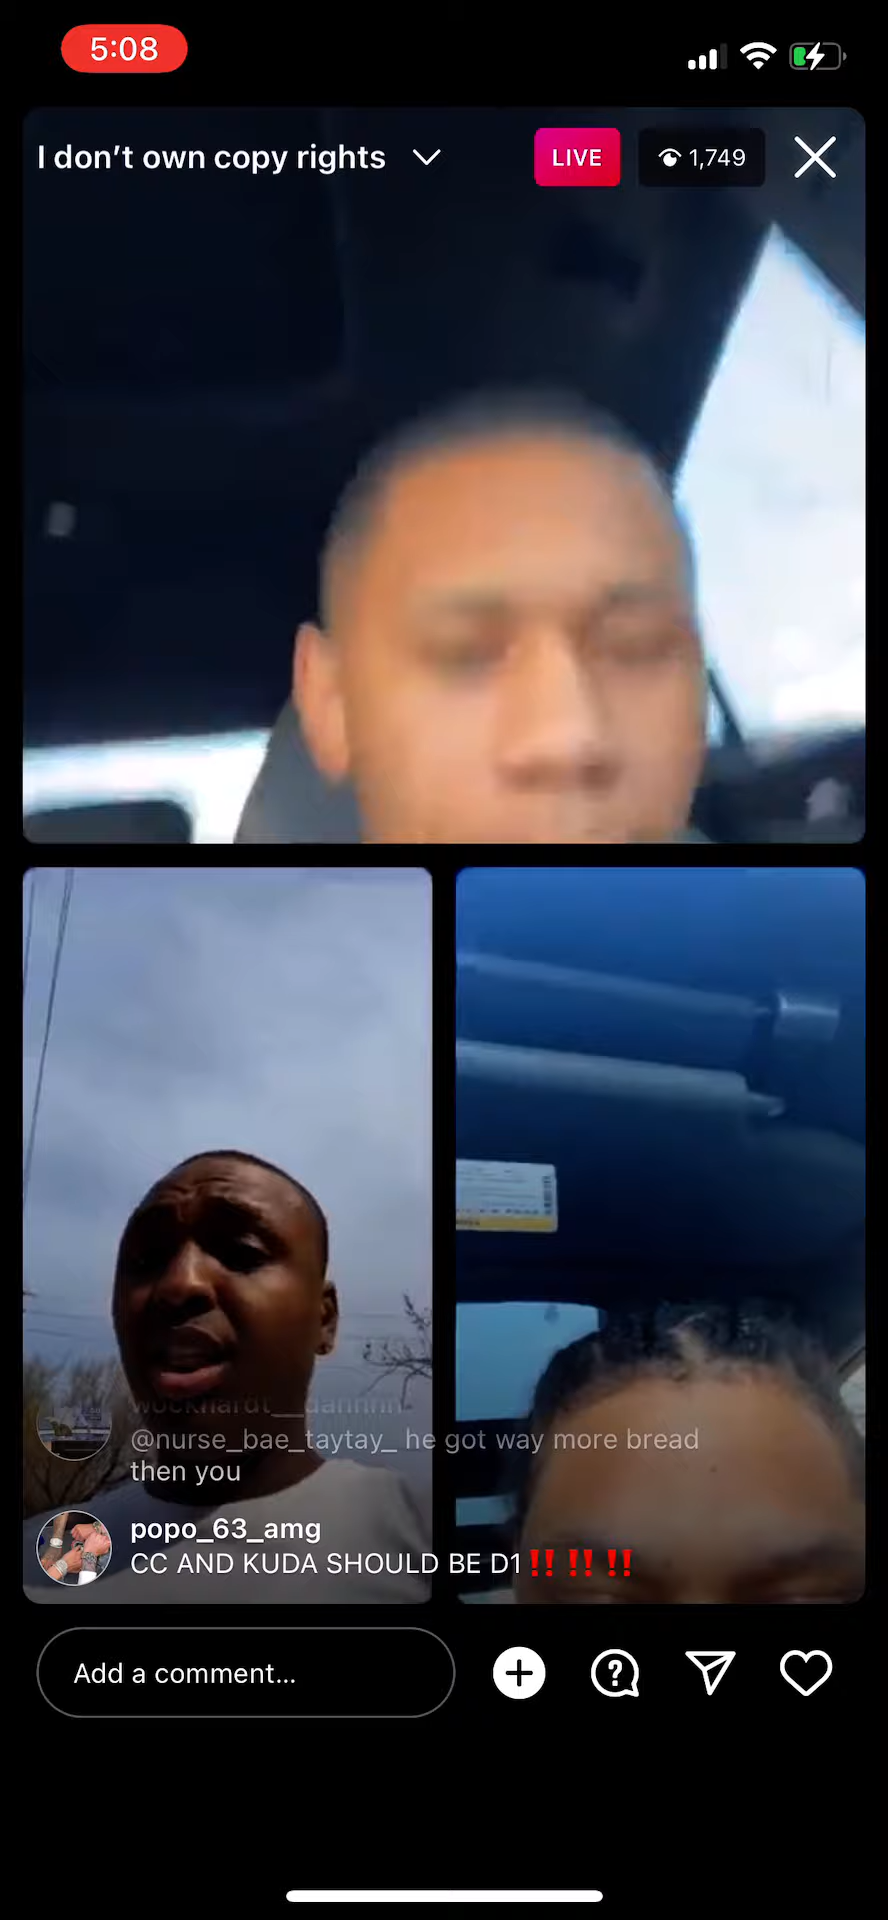 5:08
I don't own copy rights
LIVE
1,749
wockhardt__dannnn
@nurse_bae_taytay_ he got way more bread
then you
popo_63_amg
CC AND KUDA SHOULD BE D1‼️ ‼️ ‼️
Add a comment...